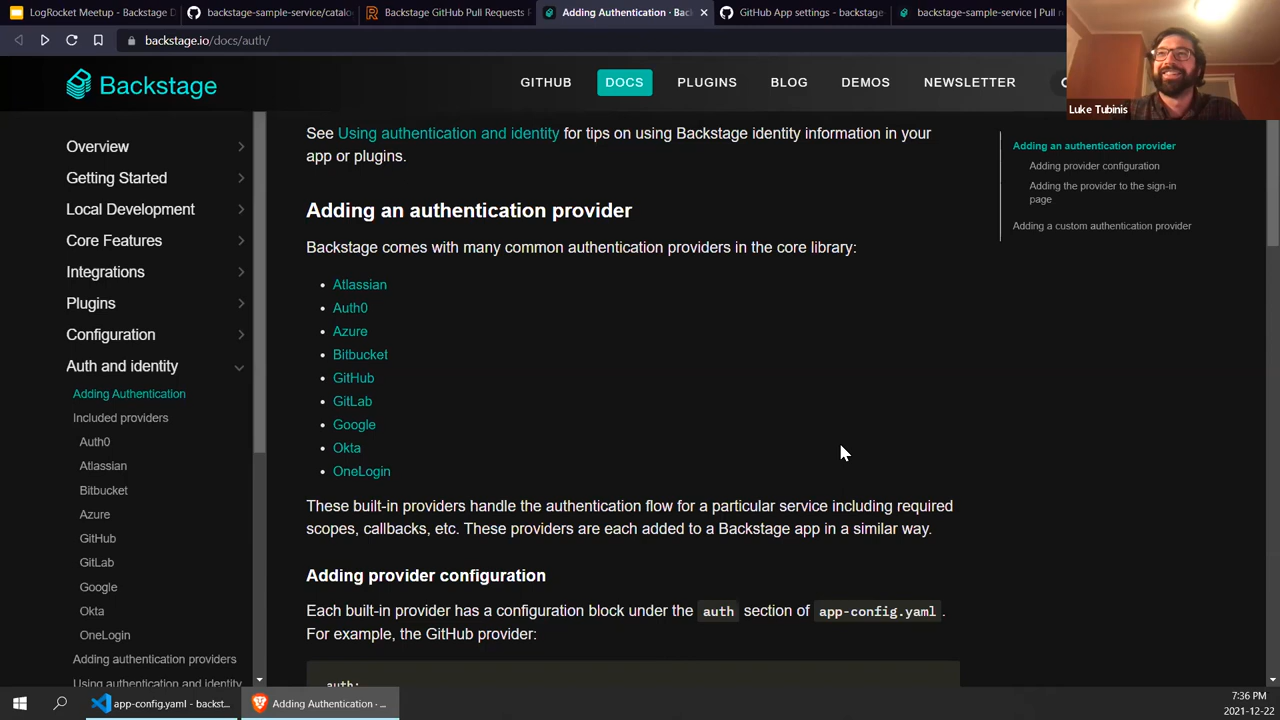 LogRocket Meetup - Backstage D
backstage-sample-service/catalo
Backstage GitHub Pull Requests P
Adding Authentication · Bac
GitHub App settings - backstage
backstage-sample-service | Pull r
backstage.io/docs/auth/
Luke Tubinis
Backstage
GITHUB
DOCS
PLUGINS
BLOG
DEMOS
NEWSLETTER
Overview
Getting Started
Local Development
Core Features
Integrations
Plugins
Configuration
Auth and identity
Adding Authentication
Included providers
Auth0
Atlassian
Bitbucket
Azure
GitHub
GitLab
Google
Okta
OneLogin
Adding authentication providers
Using authentication and identity
See Using authentication and identity for tips on using Backstage identity information in your
app or plugins.
Adding an authentication provider
Backstage comes with many common authentication providers in the core library:
• Atlassian
• Auth0
• Azure
• Bitbucket
• GitHub
• GitLab
• Google
• Okta
• OneLogin
These built-in providers handle the authentication flow for a particular service including required
scopes, callbacks, etc. These providers are each added to a Backstage app in a similar way.
Adding provider configuration
Each built-in provider has a configuration block under the auth section of app-config.yaml.
For example, the GitHub provider:
auth:
Adding an authentication provider
Adding provider configuration
Adding the provider to the sign-in
page
Adding a custom authentication provider
app-config.yaml - backst...
Adding Authentication · ...
7:36 PM
2021-12-22